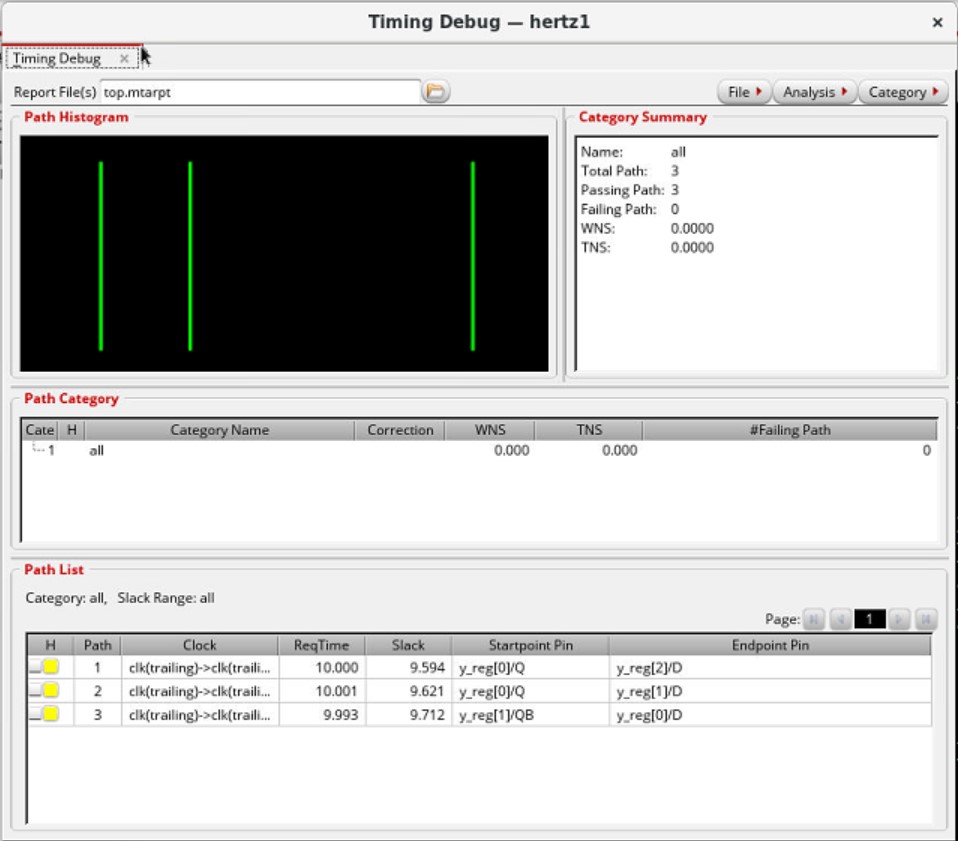 Timing Debug — hertz1
Timing Debug
Report File(s) top.mtarpt
File Analysis Category
Path Histogram
Category Summary
Name: all
Total Path: 3
Passing Path: 3
Failing Path: 0
WNS: 0.0000
TNS: 0.0000
Path Category
Cate H Category Name Correction WNS TNS #Failing Path
1 all 0.000 0.000 0
Path List
Category: all, Slack Range: all
Page: 1
H Path Clock ReqTime Slack Startpoint Pin Endpoint Pin
1 clk(trailing)->clk(traili... 10.000 9.594 y_reg[0]/Q y_reg[2]/D
2 clk(trailing)->clk(traili... 10.001 9.621 y_reg[0]/Q y_reg[1]/D
3 clk(trailing)->clk(traili... 9.993 9.712 y_reg[1]/QB y_reg[0]/D